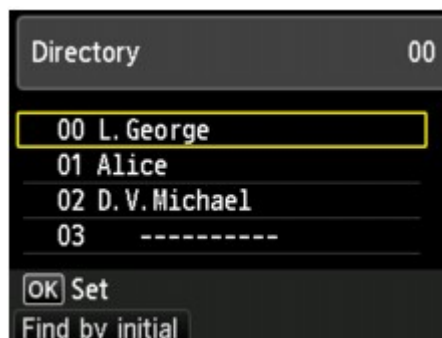 Directory 00
00 L.George
01 Alice
02 D.V.Michael
03 ----------
OK Set
Find by initial